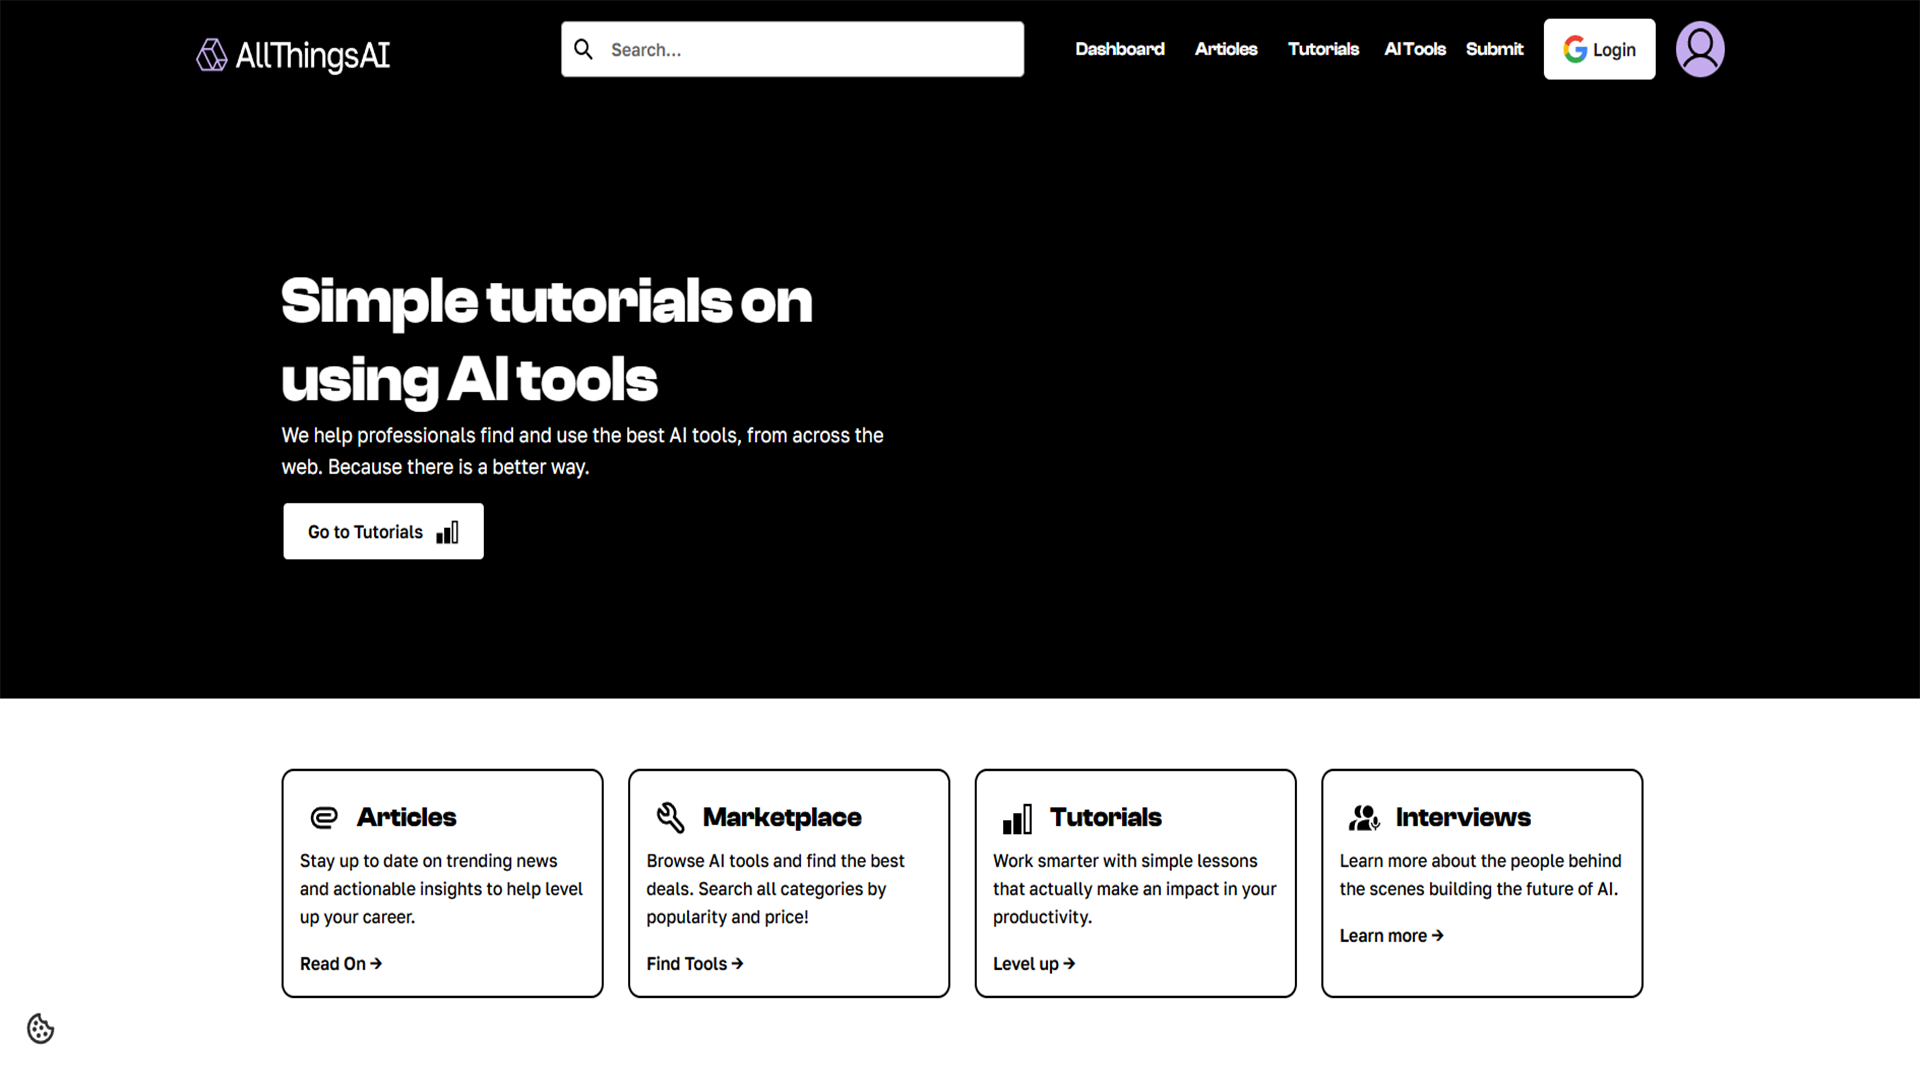 AllThingsAI
Search...
Dashboard
Articles
Tutorials
AI Tools
Submit
Login
Simple tutorials on
using AI tools
We help professionals find and use the best AI tools, from across the
web. Because there is a better way.
Go to Tutorials
Articles
Stay up to date on trending news
and actionable insights to help level
up your career.
Read On →
Marketplace
Browse AI tools and find the best
deals. Search all categories by
popularity and price!
Find Tools →
Tutorials
Work smarter with simple lessons
that actually make an impact in your
productivity.
Level up →
Interviews
Learn more about the people behind
the scenes building the future of AI.
Learn more →